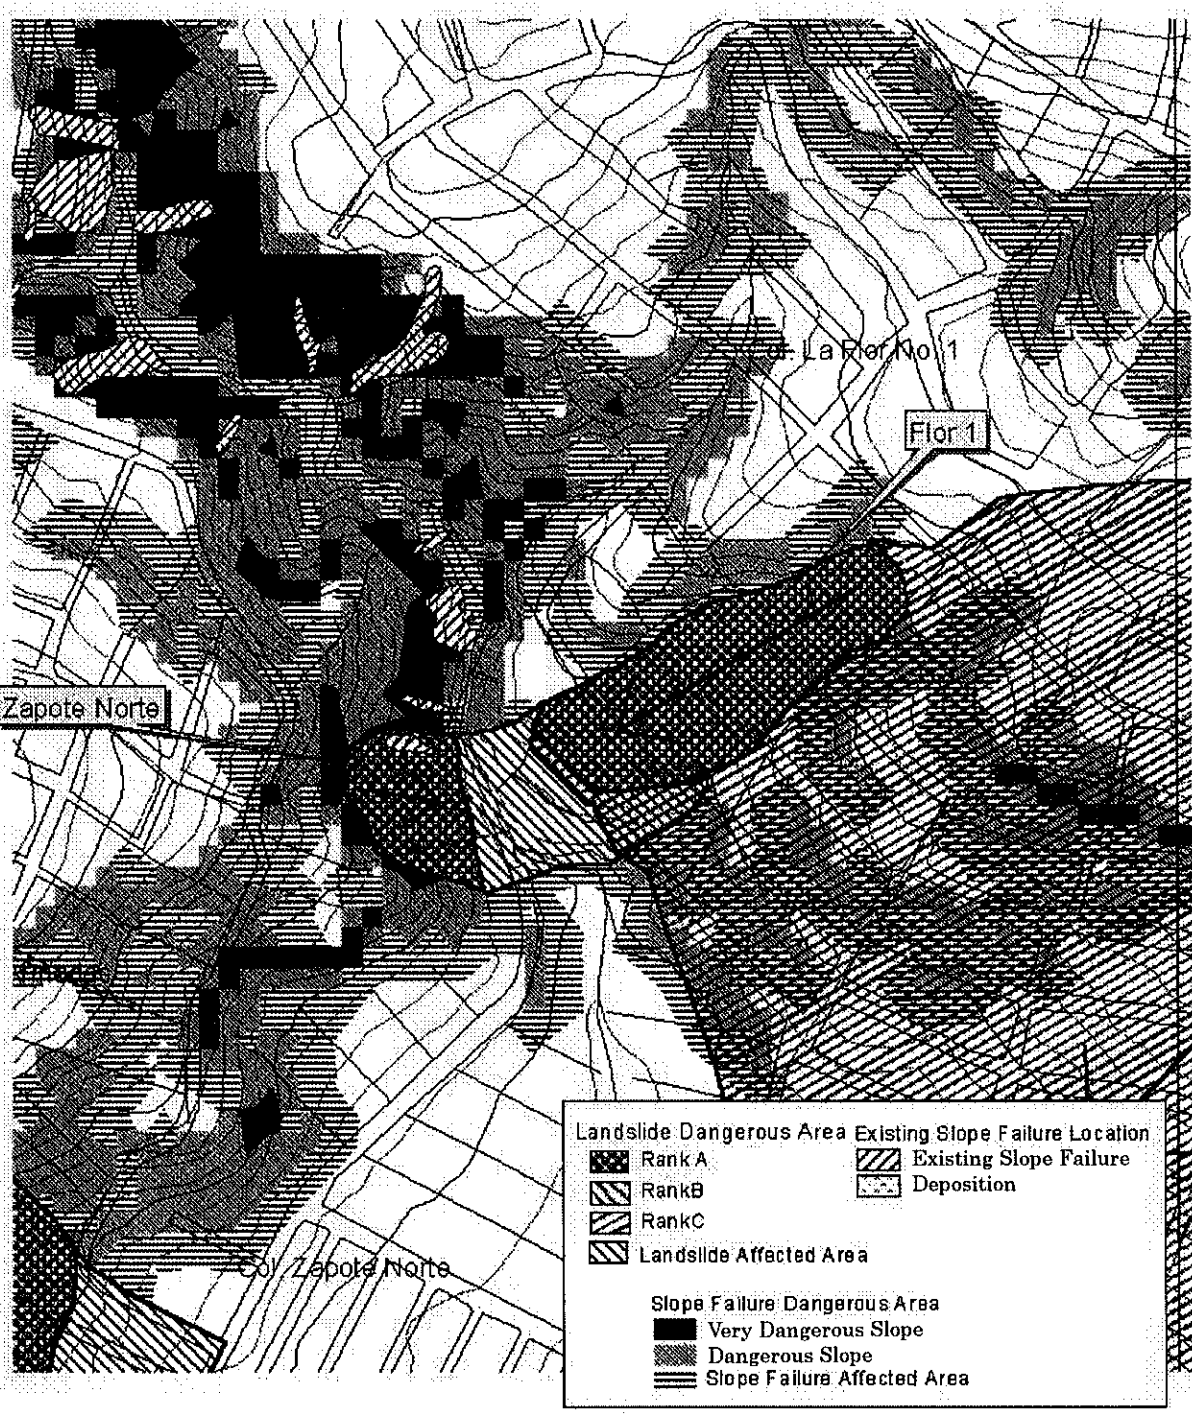 La Flor No. 1
Flor 1
Zapote Norte
Col. Zapote Norte
Landslide Dangerous Area
Rank A
RankB
RankC
Landslide Affected Area
Existing Slope Failure Location
Existing Slope Failure
Deposition
Slope Failure Dangerous Area
Very Dangerous Slope
Dangerous Slope
Slope Failure Affected Area